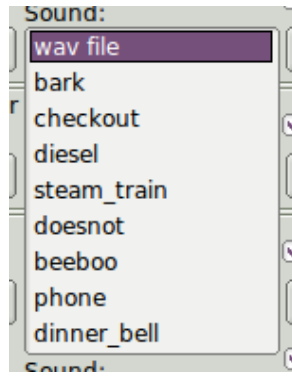 Sound:
wav file
bark
r
checkout
diesel
steam_train
doesnot
beeboo
phone
dinner_bell
Sound: